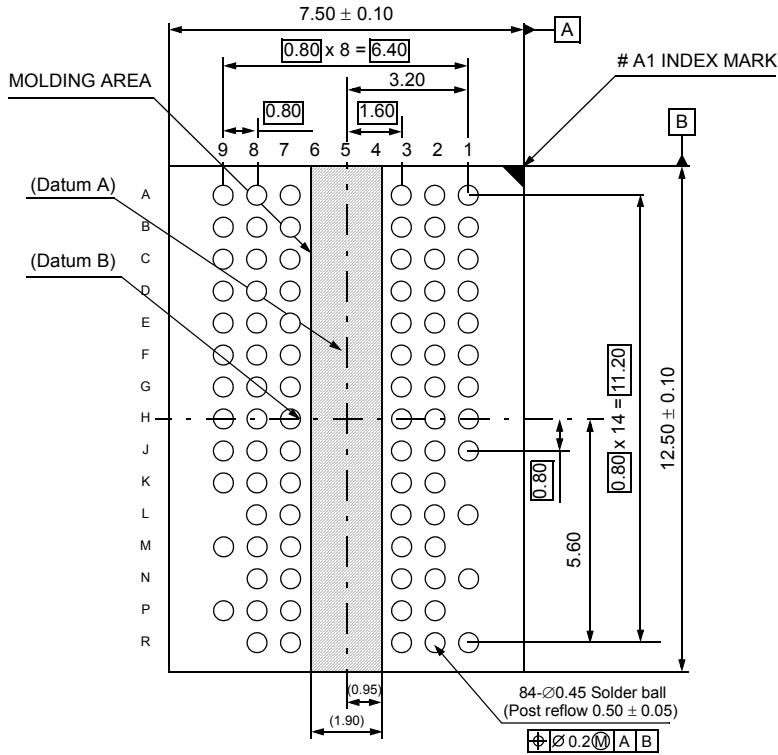 7.50 ± 0.10
A
0.80 x 8 = 6.40
# A1 INDEX MARK
3.20
MOLDING AREA
0.80
1.60
B
9 8 7 6 5 4 3 2 1
(Datum A)
A
B
C
(Datum B)
D
E
F
G
H
J
K
L
M
N
P
R
0.80 x 14 = 11.20
12.50 ± 0.10
0.80
5.60
(0.95)
(1.90)
84-∅0.45 Solder ball
(Post reflow 0.50 ± 0.05)
⌖ ∅ 0.2 Ⓜ A B